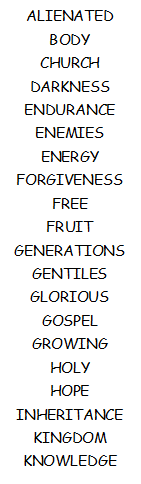 ALIENATED
BODY
CHURCH
DARKNESS
ENDURANCE
ENEMIES
ENERGY
FORGIVENESS
FREE
FRUIT
GENERATIONS
GENTILES
GLORIOUS
GOSPEL
GROWING
HOLY
HOPE
INHERITANCE
KINGDOM
KNOWLEDGE